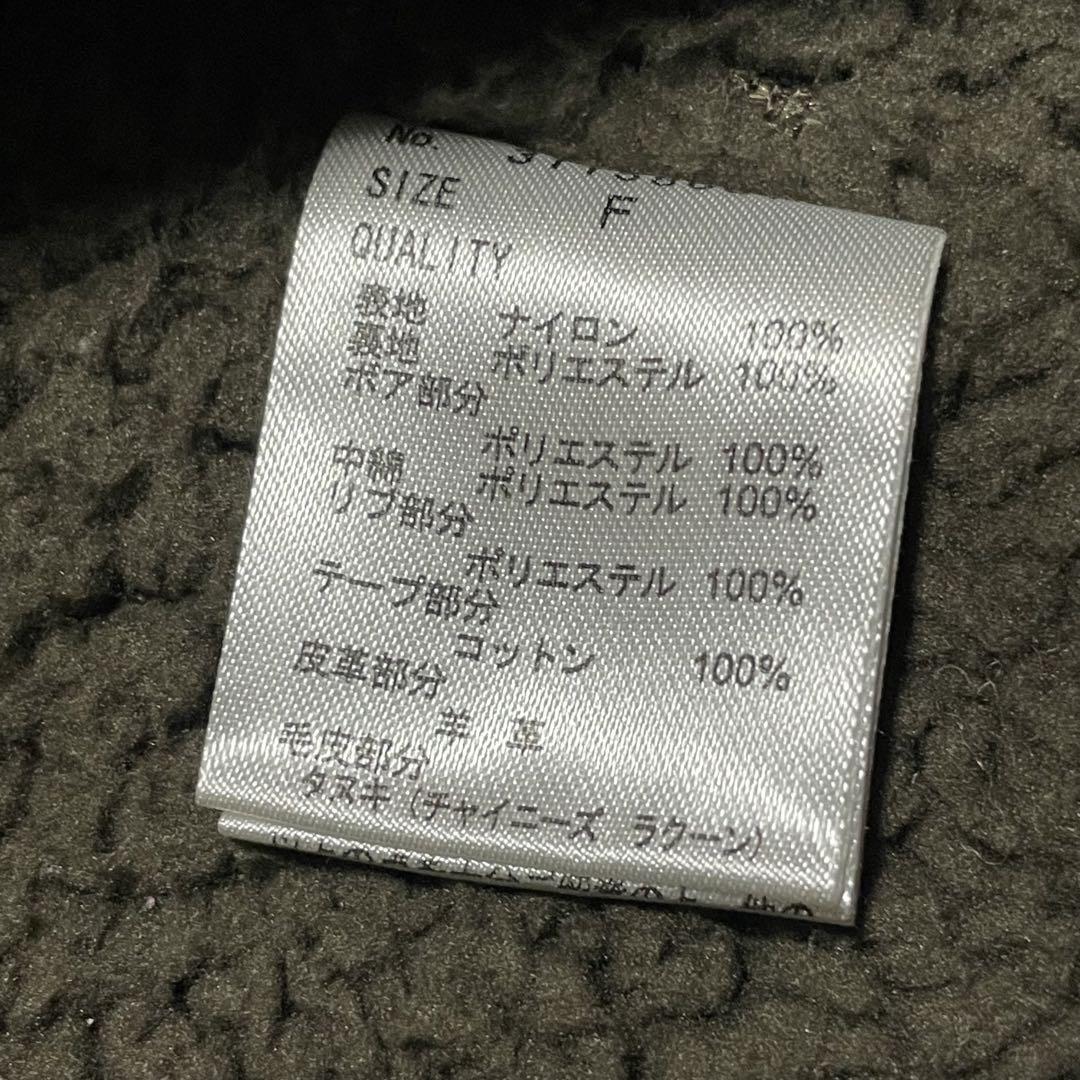 No.
SIZE F
QUALITY
表地 ナイロン 100%
裏地 ポリエステル 100%
ボア部分
ポリエステル 100%
中綿 ポリエステル 100%
リブ部分
ポリエステル 100%
テープ部分
コットン 100%
皮革部分
羊 革
毛皮部分
タヌキ (チャイニーズ ラクーン)